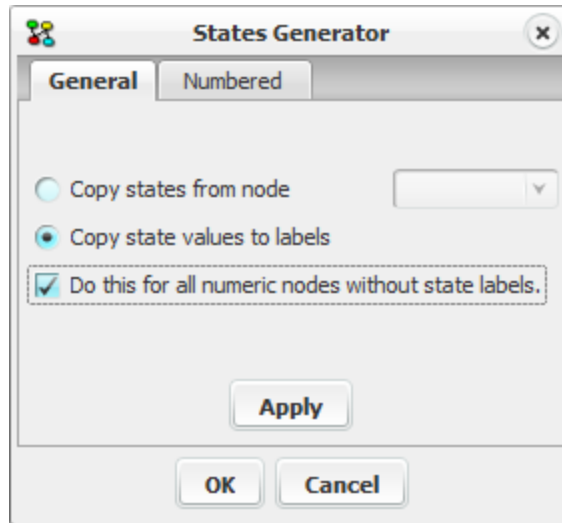 States Generator
General Numbered
Copy states from node
Copy state values to labels
Do this for all numeric nodes without state labels.
Apply
OK Cancel